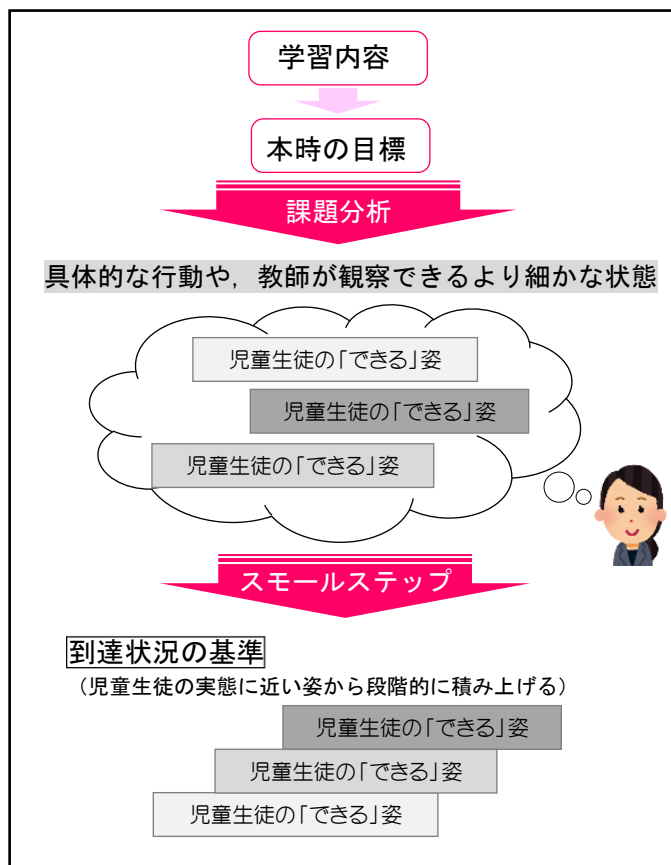 学習内容
本時の目標
課題分析
具体的な行動や，教師が観察できるより細かな状態
児童生徒の「できる」姿
児童生徒の「できる」姿
児童生徒の「できる」姿
スモールステップ
到達状況の基準
（児童生徒の実態に近い姿から段階的に積み上げる）
児童生徒の「できる」姿
児童生徒の「できる」姿
児童生徒の「できる」姿